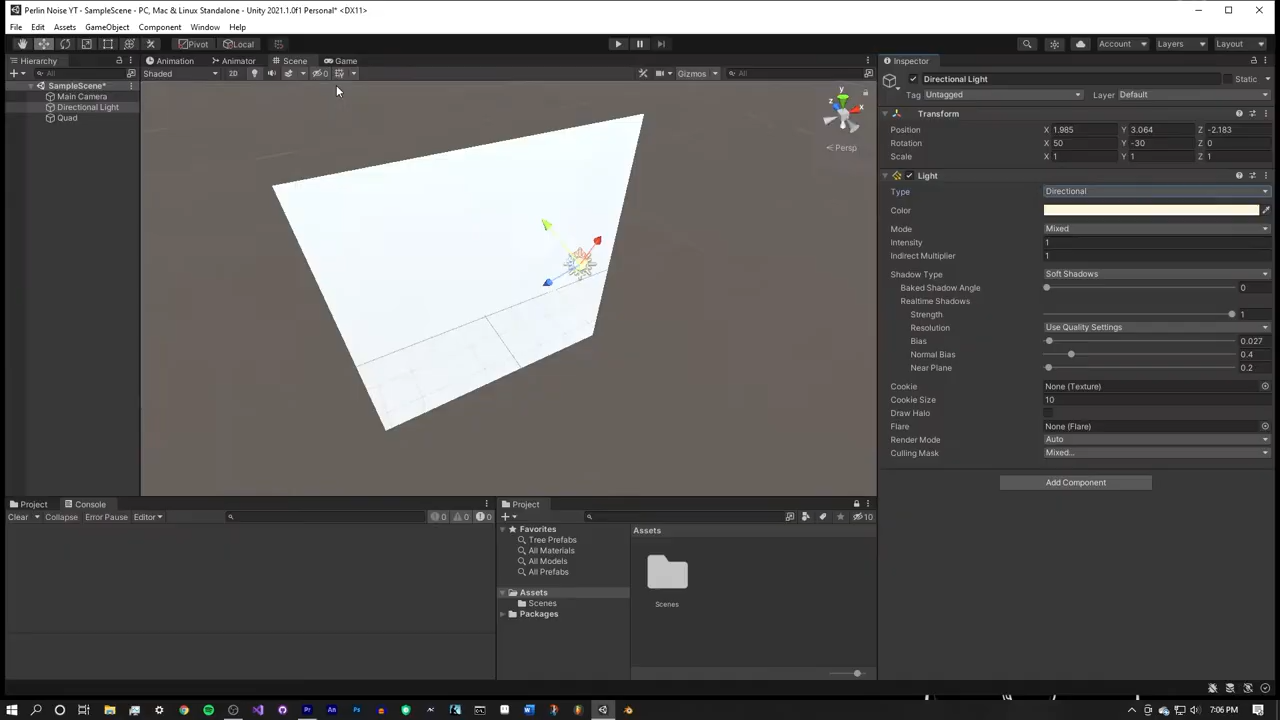 Perlin Noise YT - SampleScene - PC, Mac & Linux Standalone - Unity 2021.1.0f1 Personal* <DX11>
File Edit Assets GameObject Component Window Help
Pivot Local Account Layers Layout
Hierarchy
All
SampleScene*
Main Camera
Directional Light
Quad
Animation Animator Scene Game
Shaded 2D 0 Gizmos All
y
x
z
Persp
Inspector
Directional Light Static
Tag Untagged Layer Default
Transform
Position X 1.985 Y 3.064 Z -2.183
Rotation X 50 Y -30 Z 0
Scale X 1 Y 1 Z 1
Light
Type Directional
Color
Mode Mixed
Intensity 1
Indirect Multiplier 1
Shadow Type Soft Shadows
Baked Shadow Angle 0
Realtime Shadows
Strength 1
Resolution Use Quality Settings
Bias 0.027
Normal Bias 0.4
Near Plane 0.2
Cookie None (Texture)
Cookie Size 10
Draw Halo
Flare None (Flare)
Render Mode Auto
Culling Mask Mixed...
Add Component
Project Console
Clear Collapse Error Pause Editor 0 0 0
Project
10
Favorites
Tree Prefabs
All Materials
All Models
All Prefabs
Assets
Scenes
Packages
Assets
Scenes
7:06 PM